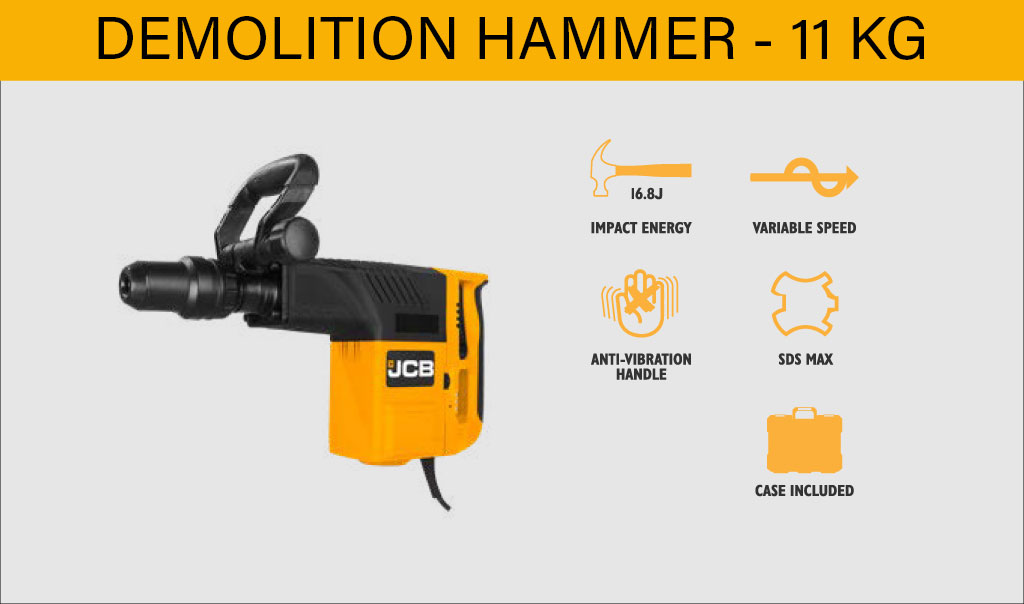 DEMOLITION HAMMER - 11 KG
16.8J
IMPACT ENERGY
VARIABLE SPEED
ANTI-VIBRATION
HANDLE
SDS MAX
JCB
CASE INCLUDED